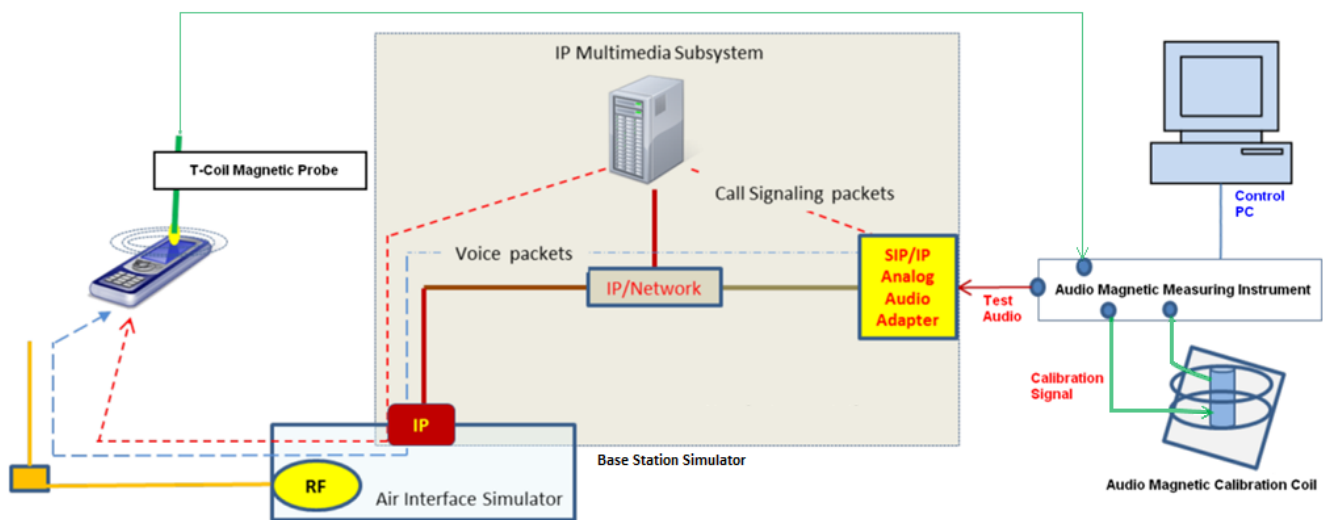 IP Multimedia Subsystem
T-Coil Magnetic Probe
Call Signaling packets
Control
PC
Voice packets
SIP/IP
Analog
Audio
Adapter
IP/Network
Test
Audio
Audio Magnetic Measuring Instrument
Calibration
Signal
IP
Base Station Simulator
RF
Air Interface Simulator
Audio Magnetic Calibration Coil